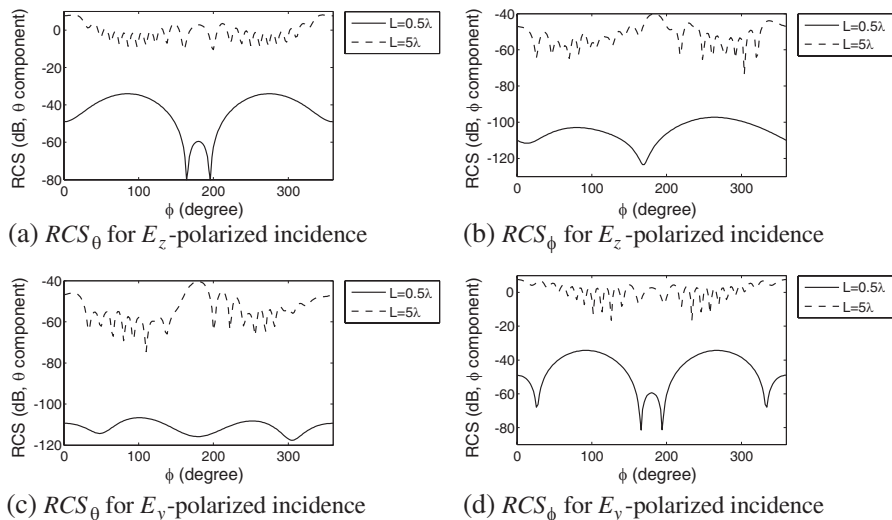 RCS (dB, θ component)
0
-20
-40
-60
-80
0 100 200 300
ϕ (degree)
L=0.5λ
L=5λ
(a) RCSθ for Ez-polarized incidence
RCS (dB, ϕ component)
-40
-60
-80
-100
-120
0 100 200 300
ϕ (degree)
L=0.5λ
L=5λ
(b) RCSϕ for Ez-polarized incidence
RCS (dB, θ component)
-40
-60
-80
-100
-120
0 100 200 300
ϕ (degree)
L=0.5λ
L=5λ
(c) RCSθ for Ey-polarized incidence
RCS (dB, ϕ component)
0
-20
-40
-60
-80
0 100 200 300
ϕ (degree)
L=0.5λ
L=5λ
(d) RCSϕ for Ey-polarized incidence